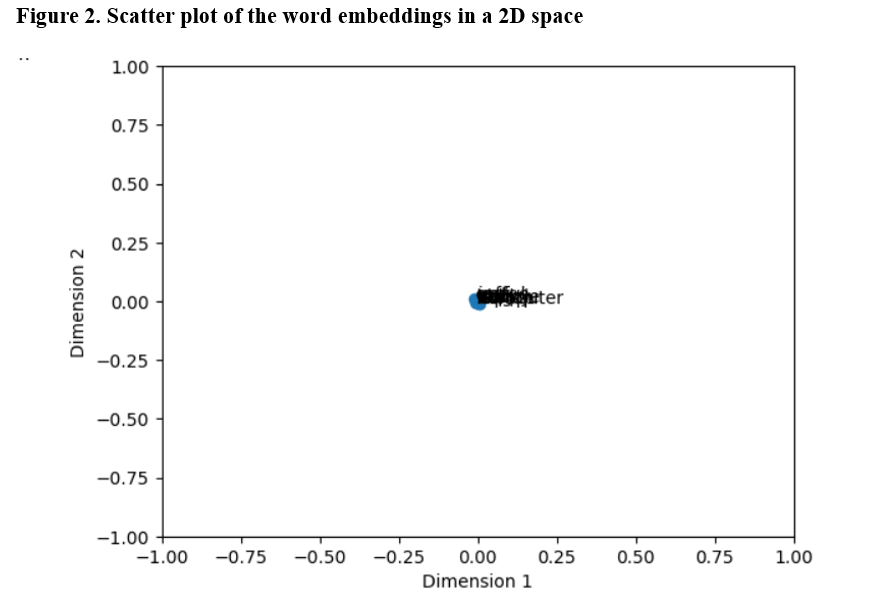 Figure 2. Scatter plot of the word embeddings in a 2D space
..
1.00
0.75
0.50
0.25
0.00
−0.25
−0.50
−0.75
−1.00
Dimension 2
−1.00 −0.75 −0.50 −0.25 0.00 0.25 0.50 0.75 1.00
Dimension 1